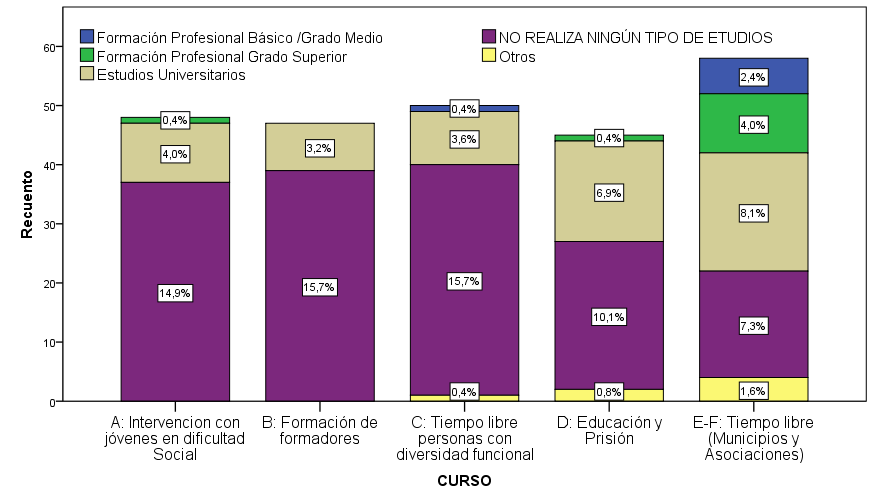 Formación Profesional Básico /Grado Medio
Formación Profesional Grado Superior
Estudios Universitarios
NO REALIZA NINGÚN TIPO DE ETUDIOS
Otros
Recuento
60
50
40
30
20
10
0
0,4%
4,0%
14,9%
3,2%
15,7%
0,4%
3,6%
15,7%
0,4%
0,4%
6,9%
10,1%
0,8%
2,4%
4,0%
8,1%
7,3%
1,6%
A: Intervencion con
jóvenes en dificultad
Social
B: Formación de
formadores
C: Tiempo libre
personas con
diversidad funcional
D: Educación y
Prisión
E-F: Tiempo libre
(Municipios y
Asociaciones)
CURSO